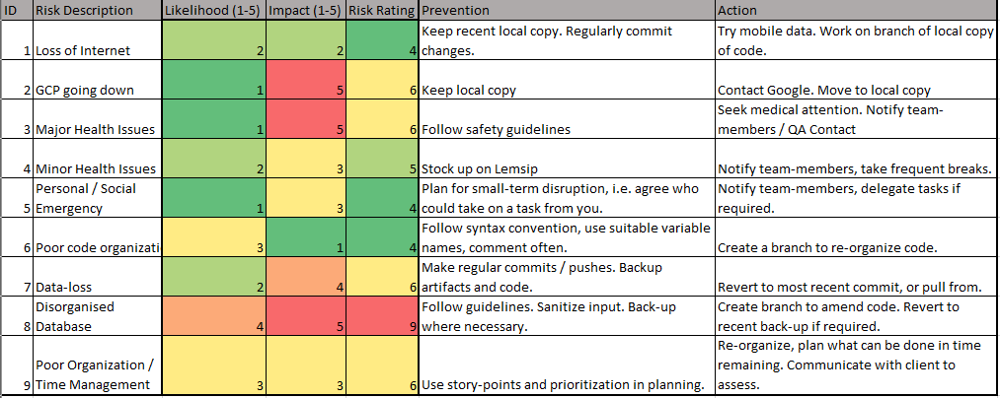 ID Risk Description Likelihood (1-5) Impact (1-5) Risk Rating Prevention Action
Keep recent local copy. Regularly commit Try mobile data. Work on branch of local copy
1 Loss of Internet 2 2 4 changes. of code.
2 GCP going down 1 5 6 Keep local copy Contact Google. Move to local copy
Seek medical attention. Notify team-
3 Major Health Issues 1 5 6 Follow safety guidelines members / QA Contact
4 Minor Health Issues 2 3 5 Stock up on Lemsip Notify team-members, take frequent breaks.
Personal / Social Plan for small-term disruption, i.e. agree who Notify team-members, delegate tasks if
5 Emergency 1 3 4 could take on a task from you. required.
Follow syntax convention, use suitable variable
6 Poor code organizati 3 1 4 names, comment often. Create a branch to re-organize code.
Make regular commits / pushes. Backup
7 Data-loss 2 4 6 artifacts and code. Revert to most recent commit, or pull from.
Disorganised Follow guidelines. Sanitize input. Back-up Create branch to amend code. Revert to
8 Database 4 5 9 where necessary. recent back-up if required.
Re-organize, plan what can be done in time
Poor Organization / remaining. Communicate with client to
9 Time Management 3 3 6 Use story-points and prioritization in planning. assess.